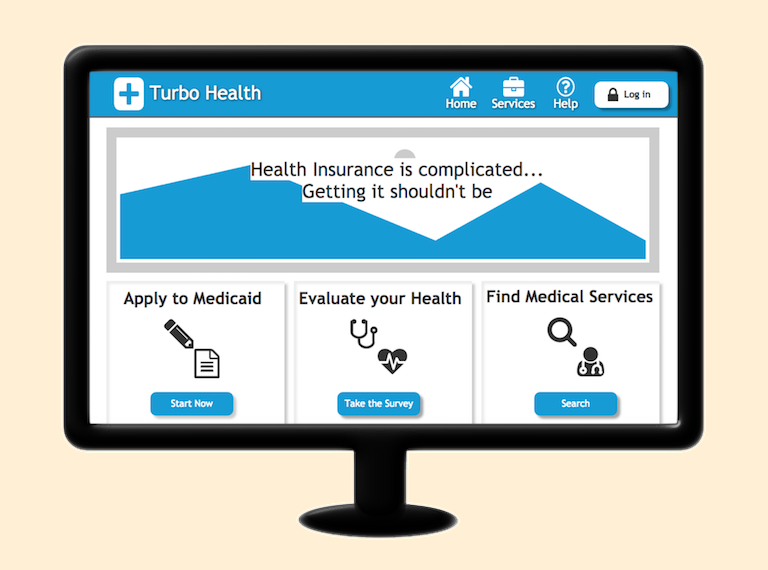 Turbo Health
Home
Services
Help
Log in
Health Insurance is complicated...
Getting it shouldn't be
Apply to Medicaid
Evaluate your Health
Find Medical Services
Start Now
Take the Survey
Search